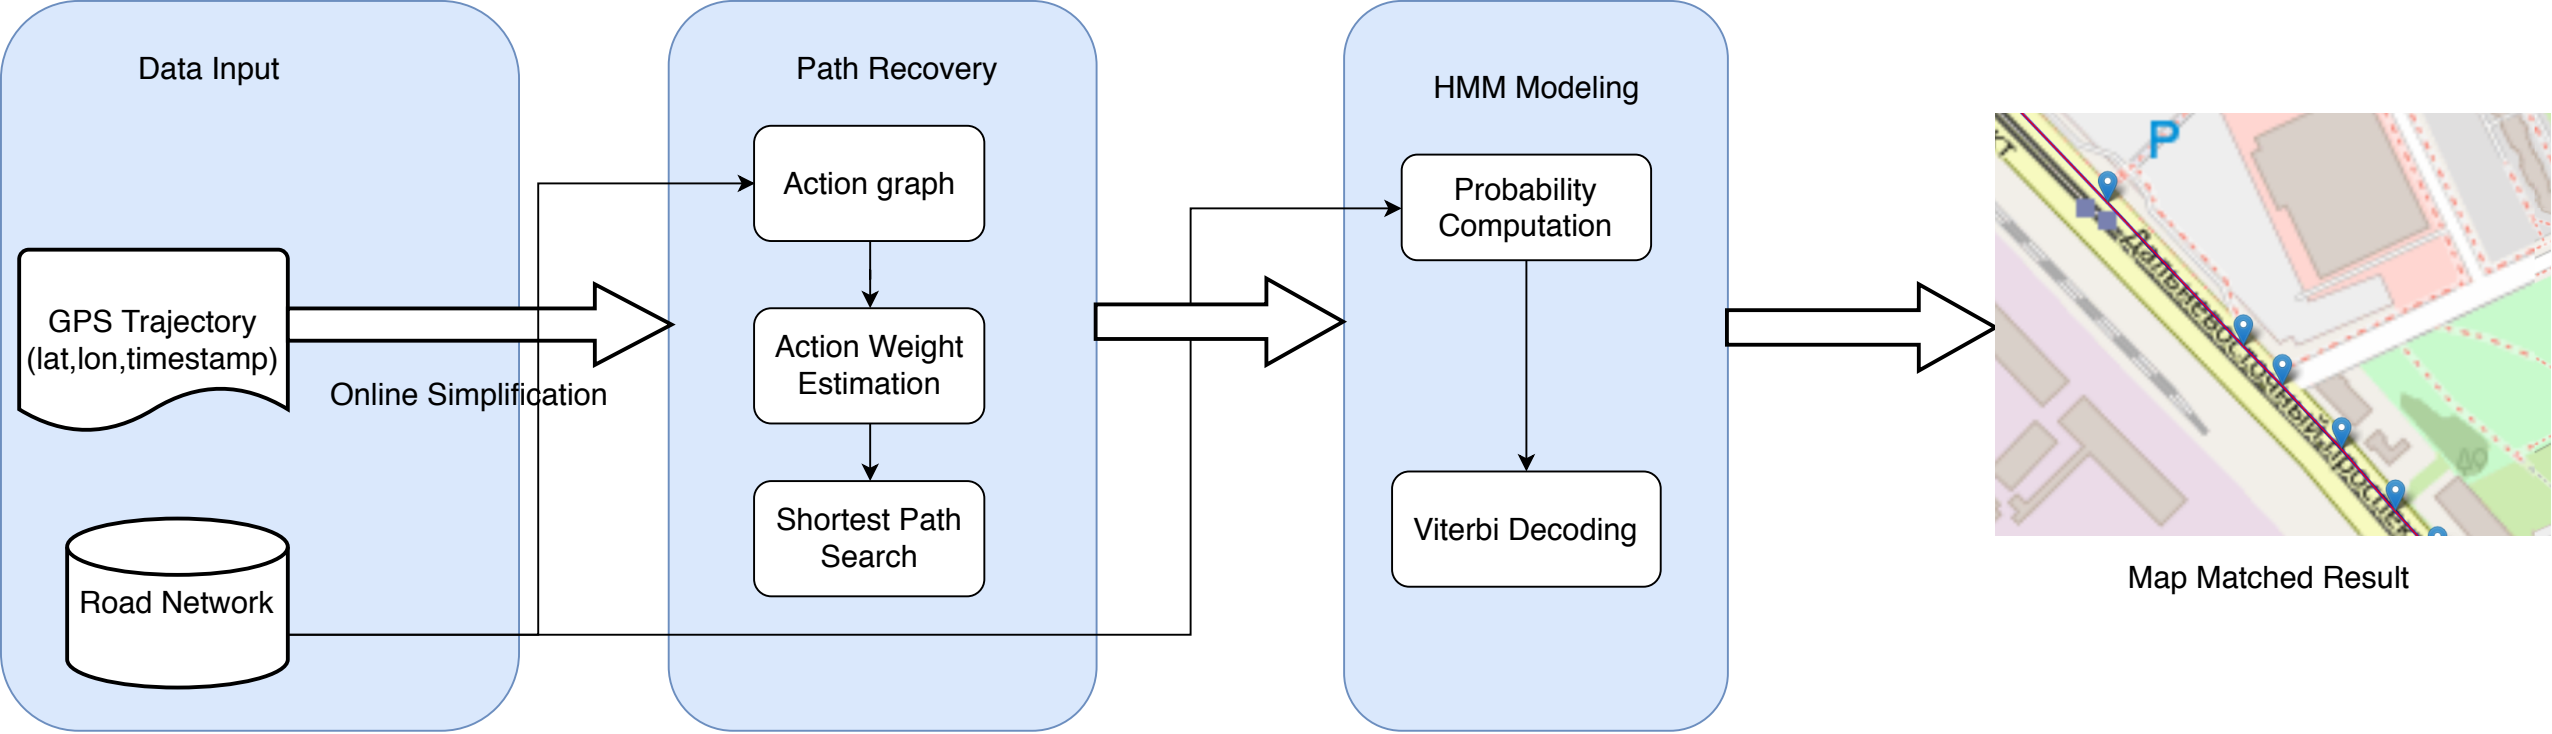 Data Input
GPS Trajectory
(lat,lon,timestamp)
Online Simplification
Road Network
Path Recovery
Action graph
Action Weight
Estimation
Shortest Path
Search
HMM Modeling
Probability
Computation
Viterbi Decoding
P
Map Matched Result